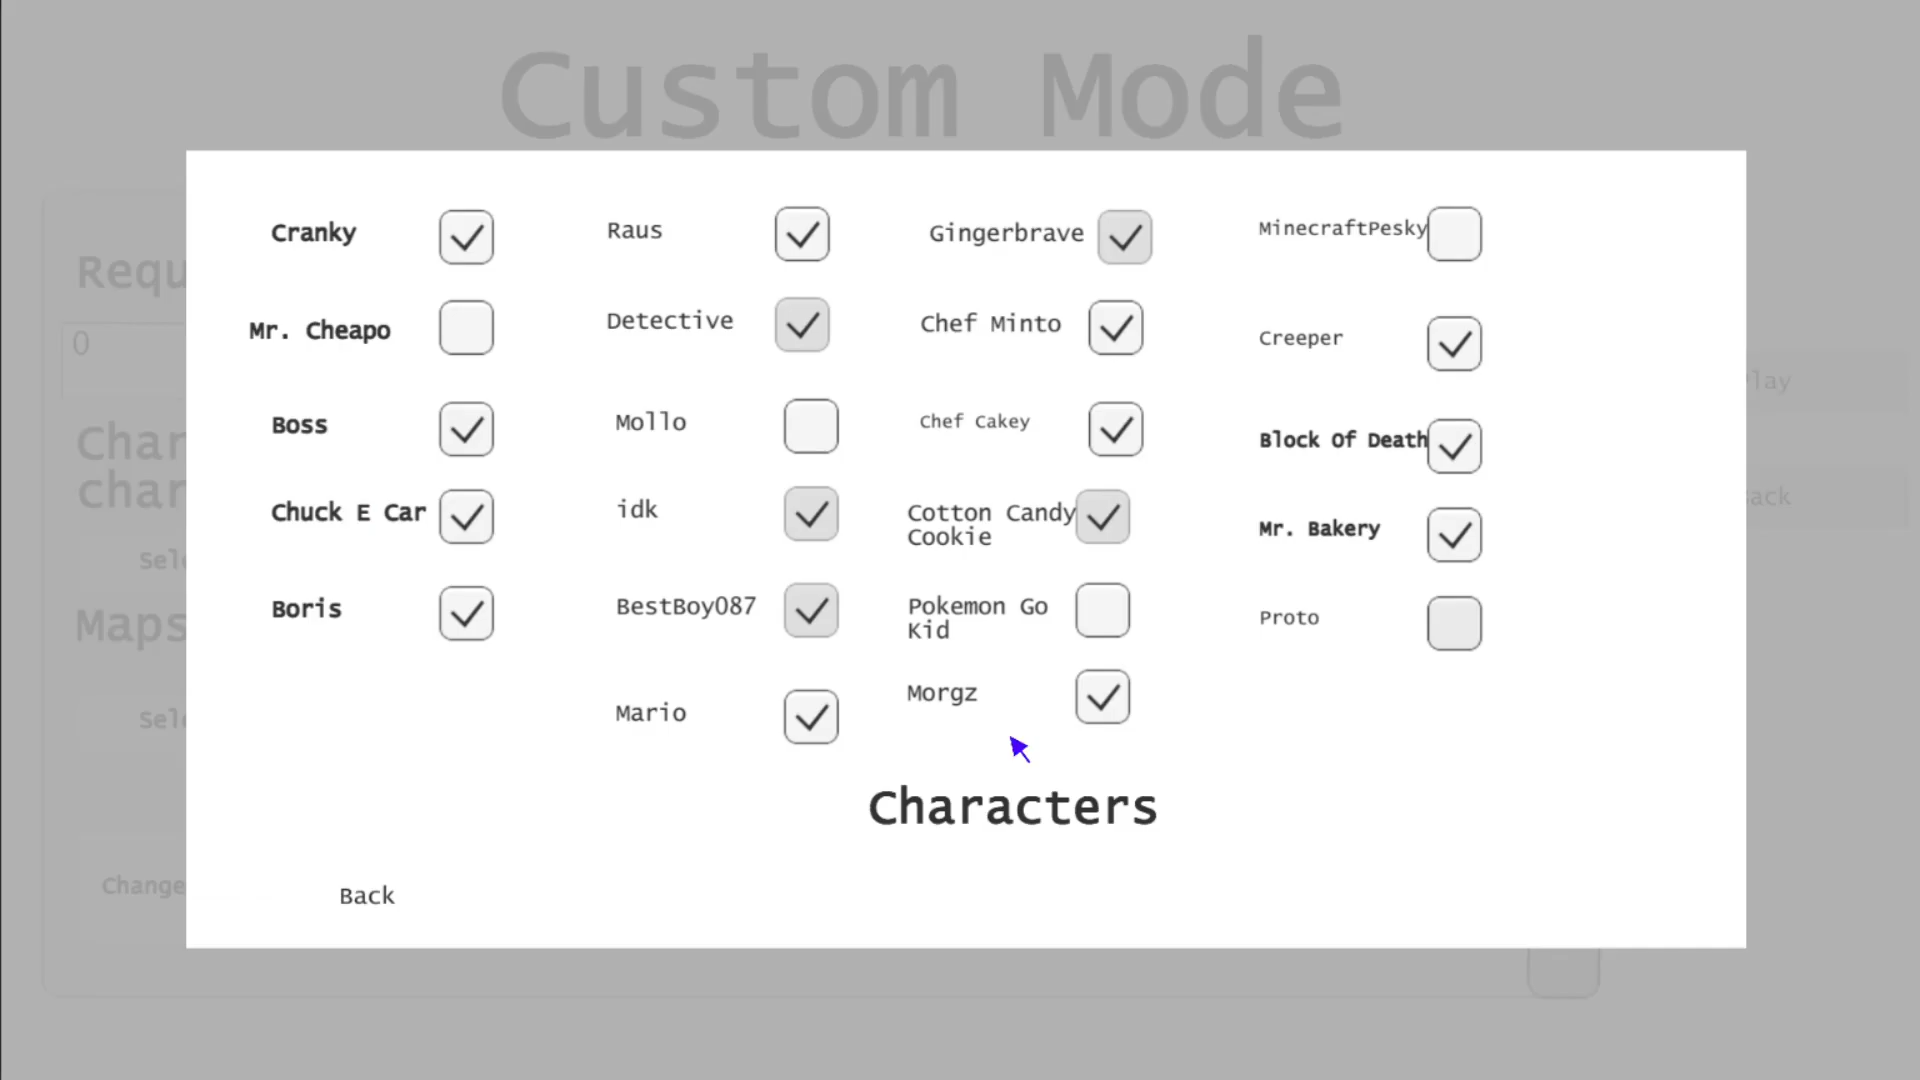 Custom Mode
Cranky
Raus
Gingerbrave
MinecraftPesky
Mr. Cheapo
Detective
Chef Minto
Creeper
Boss
Mollo
Chef Cakey
Block Of Death
Chuck E Car
idk
Cotton Candy
Cookie
Mr. Bakery
Boris
BestBoy087
Pokemon Go
Kid
Proto
Mario
Morgz
Characters
Back
Requ
0
Char
char
Sele
Maps
Sele
Change
lay
ack